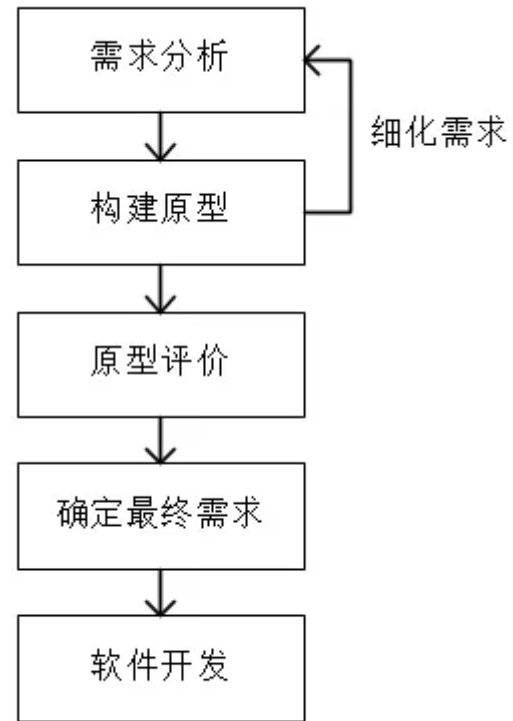 需求分析
细化需求
构建原型
原型评价
确定最终需求
软件开发